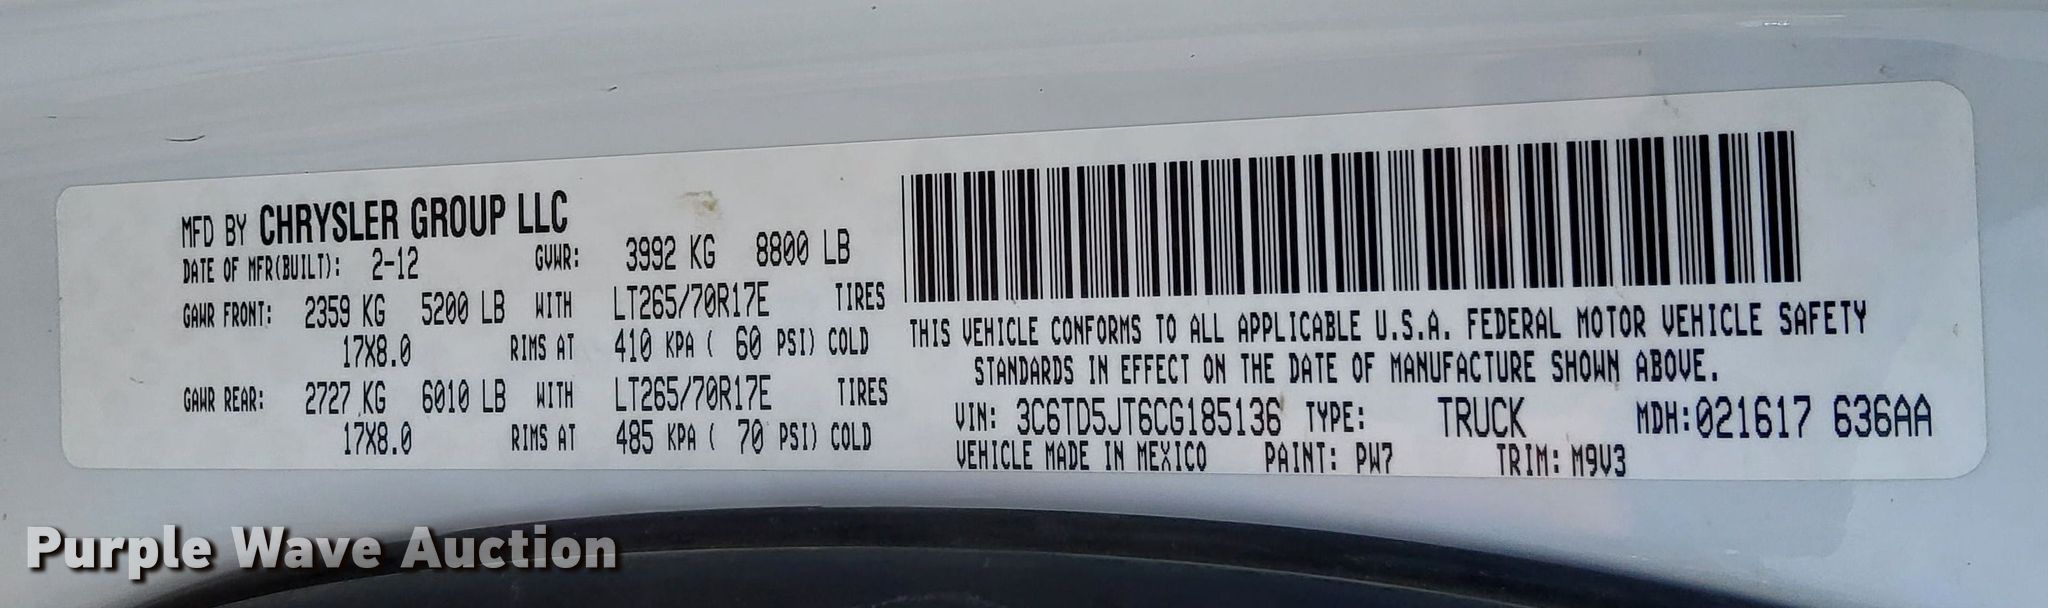 MFD BY CHRYSLER GROUP LLC
DATE OF MFR(BUILT): 2-12 GVWR: 3992 KG 8800 LB
GAWR FRONT: 2359 KG 5200 LB WITH LT265/70R17E TIRES
17X8.0 RIMS AT 410 KPA ( 60 PSI) COLD
GAWR REAR: 2727 KG 6010 LB WITH LT265/70R17E TIRES
17X8.0 RIMS AT 485 KPA ( 70 PSI) COLD
THIS VEHICLE CONFORMS TO ALL APPLICABLE U.S.A. FEDERAL MOTOR VEHICLE SAFETY
STANDARDS IN EFFECT ON THE DATE OF MANUFACTURE SHOWN ABOVE.
VIN: 3C6TD5JT6CG185136 TYPE: TRUCK MDH:021617 636AA
VEHICLE MADE IN MEXICO PAINT: PW7 TRIM: M9V3
Purple Wave Auction